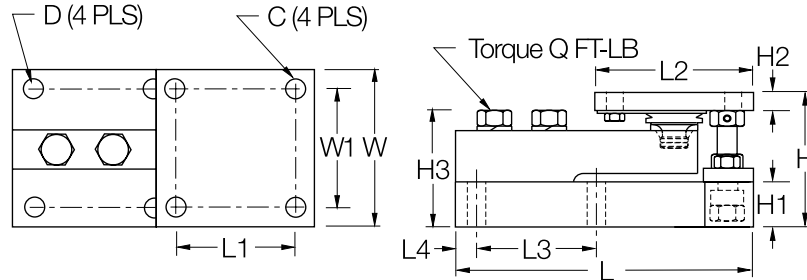 D (4 PLS)
C (4 PLS)
W1
W
L1
Torque Q FT-LB
L2
H2
H3
H
H1
L4
L3
L